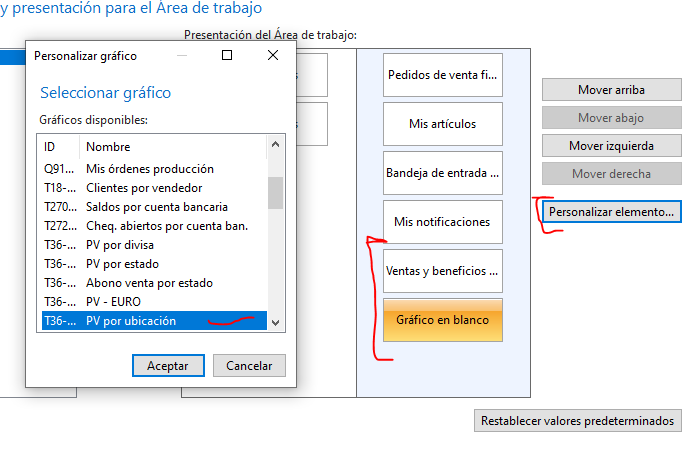 y presentación para el Área de trabajo
Presentación del Área de trabajo:
Personalizar gráfico
Seleccionar gráfico
Gráficos disponibles:
ID Nombre
Q91... Mis órdenes producción
T18-... Clientes por vendedor
T270... Saldos por cuenta bancaria
T272... Cheq. abiertos por cuenta ban.
T36-... PV por divisa
T36-... PV por estado
T36-... Abono venta por estado
T36-... PV - EURO
T36-... PV por ubicación
Aceptar
Cancelar
Pedidos de venta fi...
Mis artículos
Bandeja de entrada ...
Mis notificaciones
Ventas y beneficios ...
Gráfico en blanco
Mover arriba
Mover abajo
Mover izquierda
Mover derecha
Personalizar elemento...
Restablecer valores predeterminados